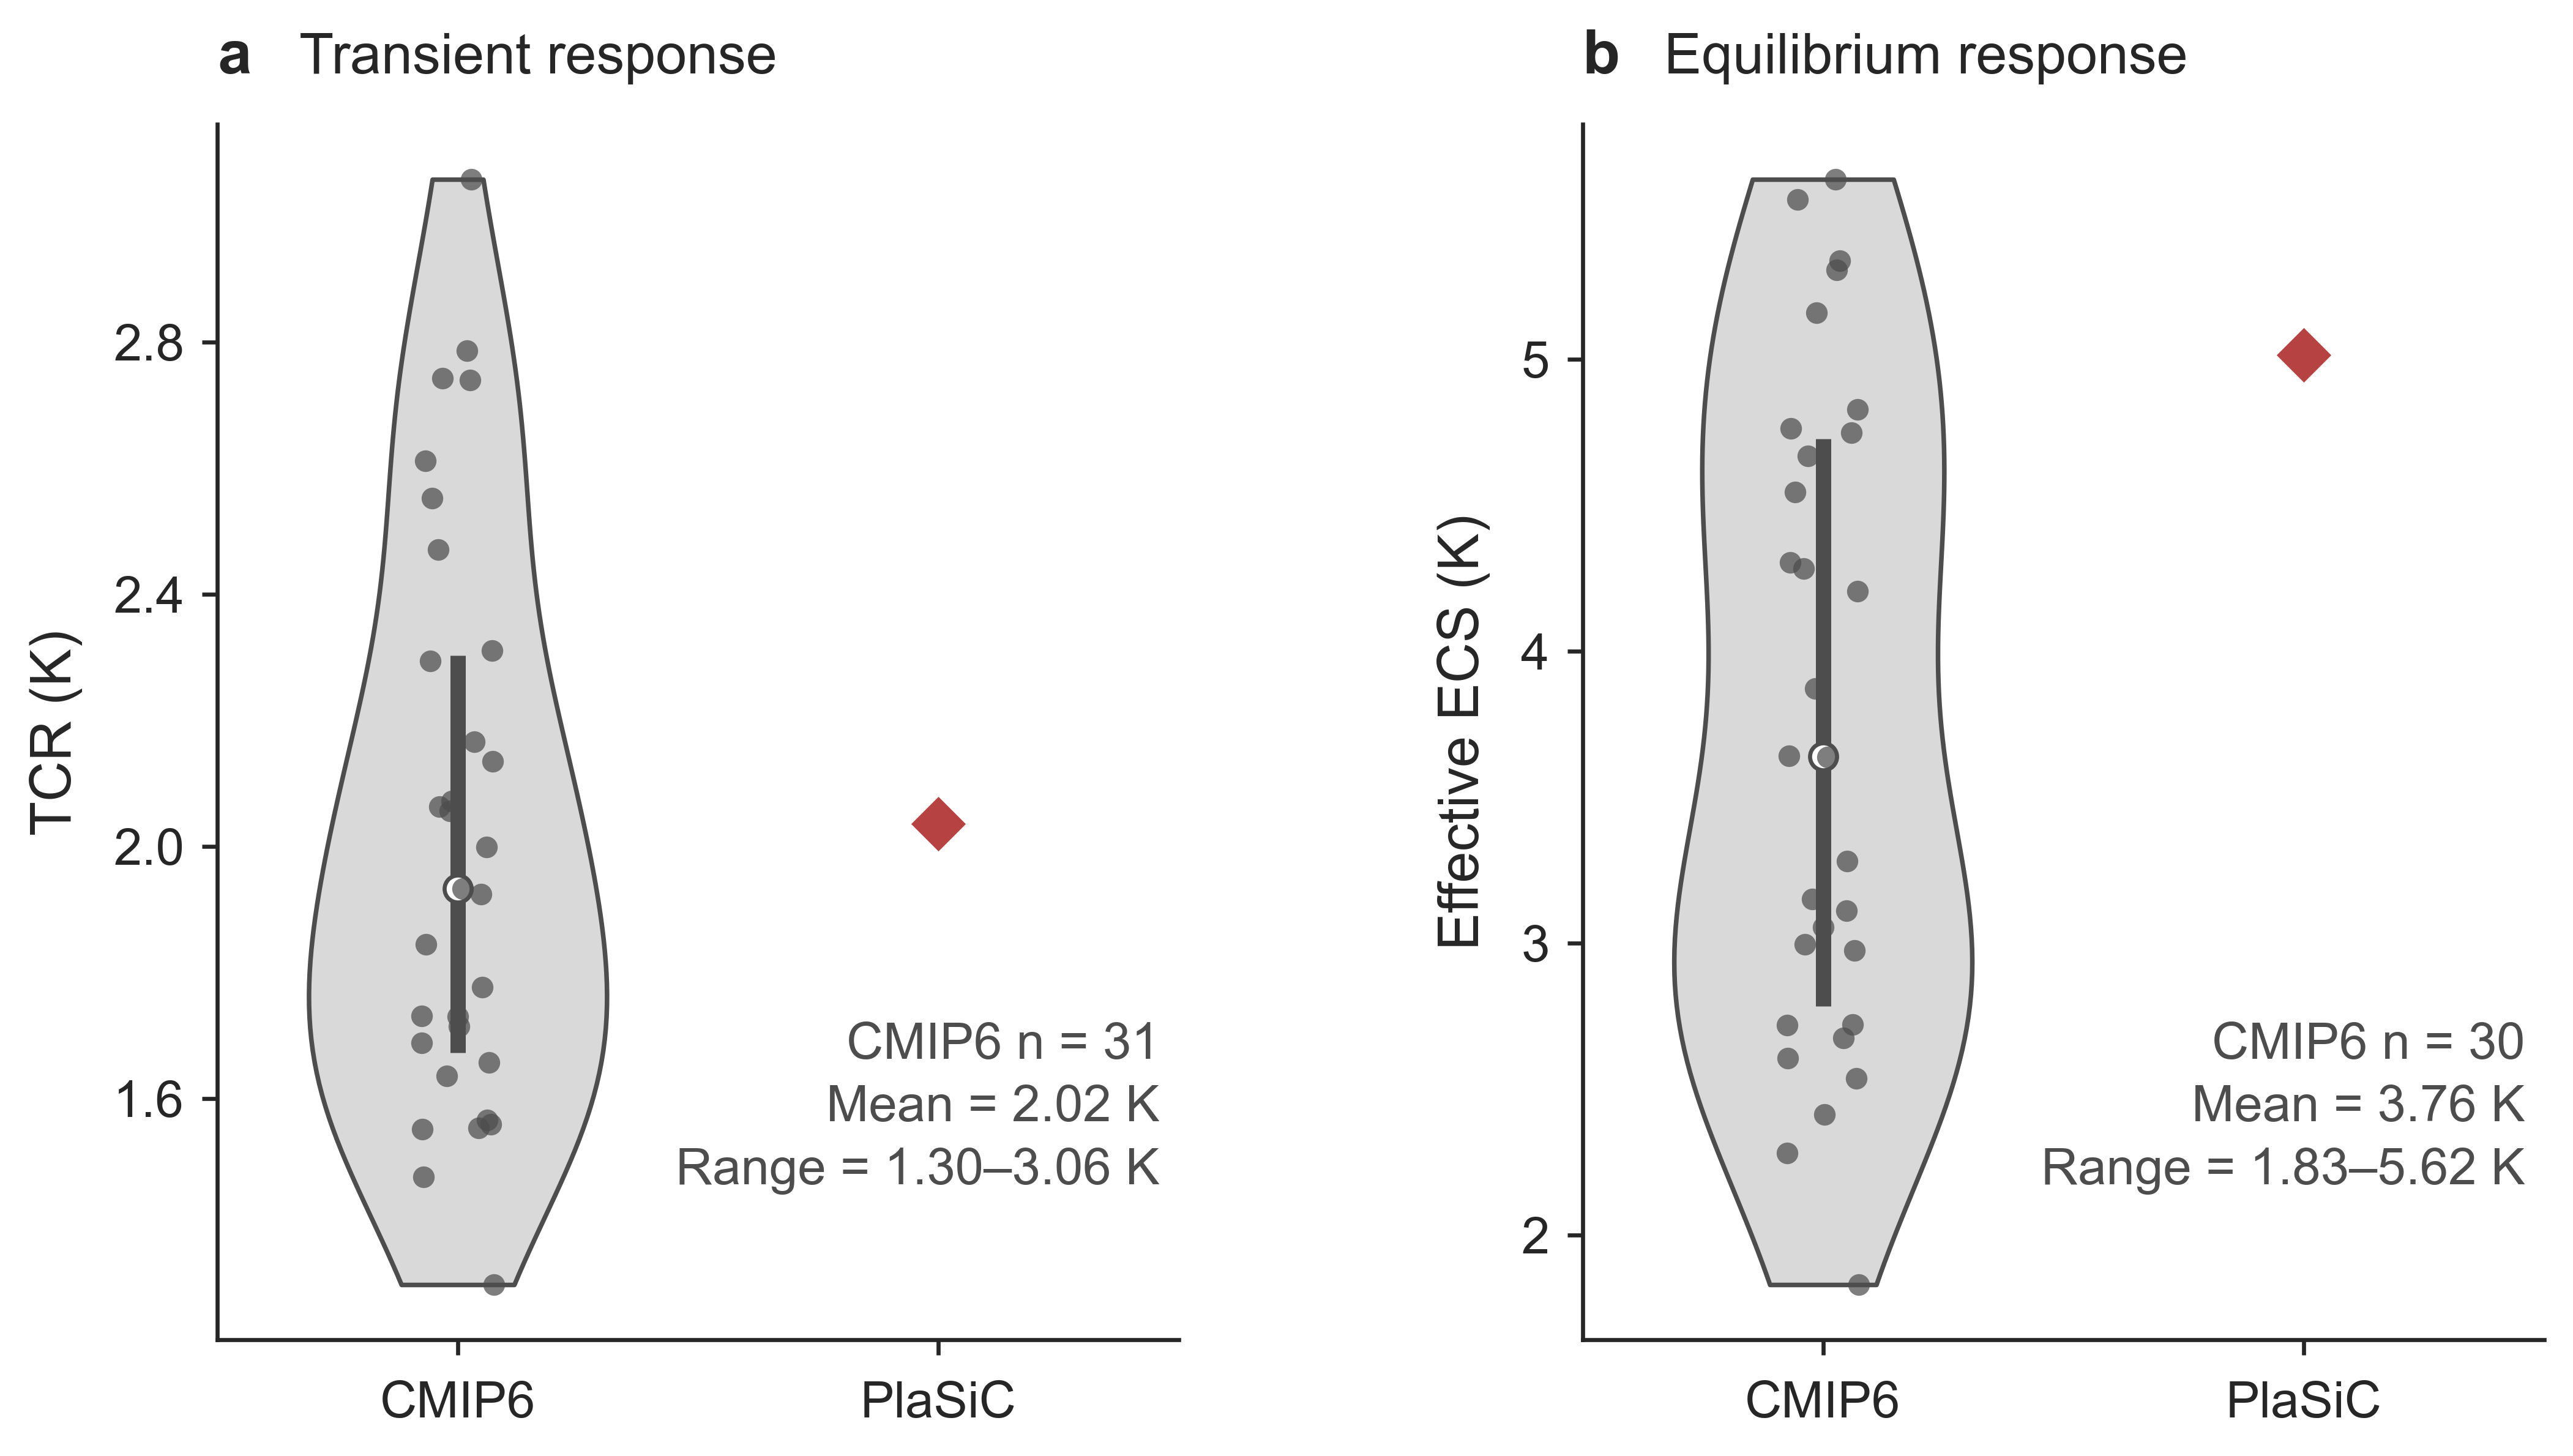 a Transient response
TCR (K)
2.8
2.4
2.0
1.6
CMIP6 n = 31
Mean = 2.02 K
Range = 1.30–3.06 K
CMIP6
PlaSiC
b Equilibrium response
Effective ECS (K)
5
4
3
2
CMIP6 n = 30
Mean = 3.76 K
Range = 1.83–5.62 K
CMIP6
PlaSiC